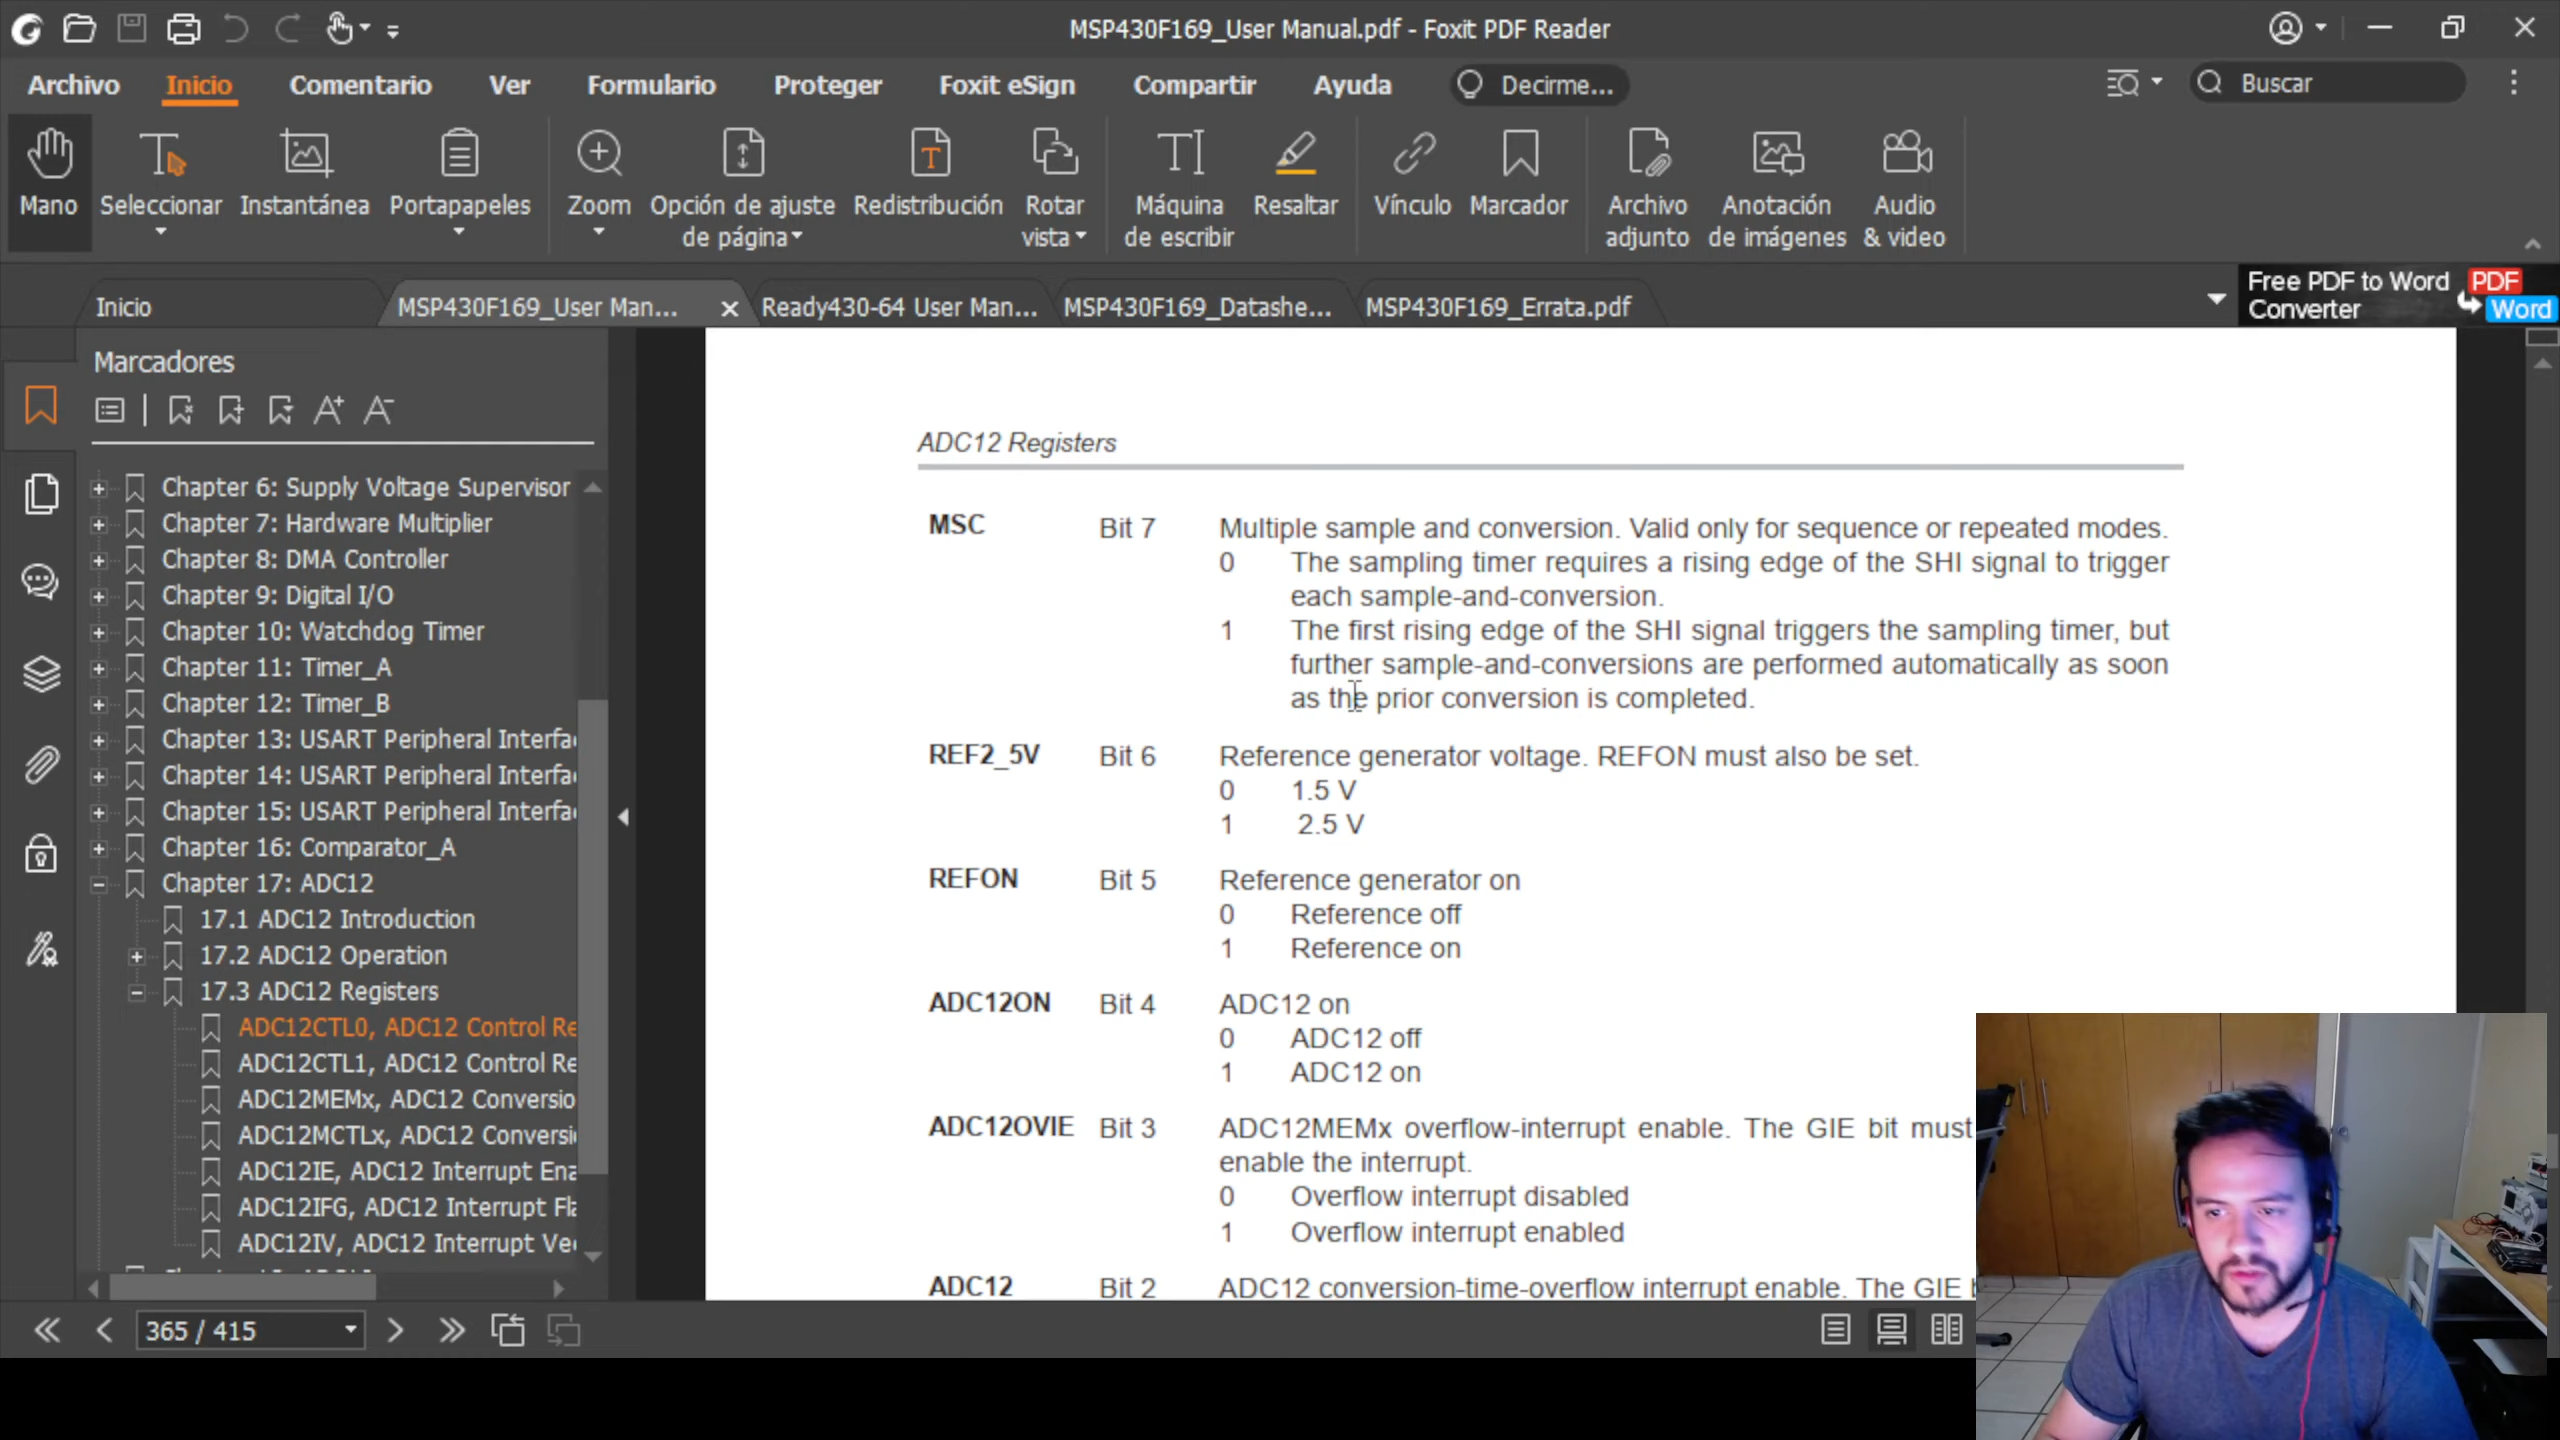 MSP430F169_User Manual.pdf - Foxit PDF Reader
Archivo Inicio Comentario Ver Formulario Proteger Foxit eSign Compartir Ayuda Decirme... Buscar
Mano Seleccionar Instantánea Portapapeles Zoom Opción de ajuste Redistribución Rotar Máquina Resaltar Vínculo Marcador Archivo Anotación Audio
de página vista de escribir adjunto de imágenes & video
Inicio MSP430F169_User Man... Ready430-64 User Man... MSP430F169_Datashe... MSP430F169_Errata.pdf
Free PDF to Word PDF
Converter Word
Marcadores
Chapter 6: Supply Voltage Supervisor
Chapter 7: Hardware Multiplier
Chapter 8: DMA Controller
Chapter 9: Digital I/O
Chapter 10: Watchdog Timer
Chapter 11: Timer_A
Chapter 12: Timer_B
Chapter 13: USART Peripheral Interfa
Chapter 14: USART Peripheral Interfa
Chapter 15: USART Peripheral Interfa
Chapter 16: Comparator_A
Chapter 17: ADC12
17.1 ADC12 Introduction
17.2 ADC12 Operation
17.3 ADC12 Registers
ADC12CTL0, ADC12 Control Re
ADC12CTL1, ADC12 Control Re
ADC12MEMx, ADC12 Conversio
ADC12MCTLx, ADC12 Conversi
ADC12IE, ADC12 Interrupt Ena
ADC12IFG, ADC12 Interrupt Fla
ADC12IV, ADC12 Interrupt Ve
ADC12 Registers
MSC Bit 7 Multiple sample and conversion. Valid only for sequence or repeated modes.
0 The sampling timer requires a rising edge of the SHI signal to trigger
each sample-and-conversion.
1 The first rising edge of the SHI signal triggers the sampling timer, but
further sample-and-conversions are performed automatically as soon
as the prior conversion is completed.
REF2_5V Bit 6 Reference generator voltage. REFON must also be set.
0 1.5 V
1 2.5 V
REFON Bit 5 Reference generator on
0 Reference off
1 Reference on
ADC12ON Bit 4 ADC12 on
0 ADC12 off
1 ADC12 on
ADC12OVIE Bit 3 ADC12MEMx overflow-interrupt enable. The GIE bit must
enable the interrupt.
0 Overflow interrupt disabled
1 Overflow interrupt enabled
ADC12 Bit 2 ADC12 conversion-time-overflow interrupt enable. The GIE
365 / 415